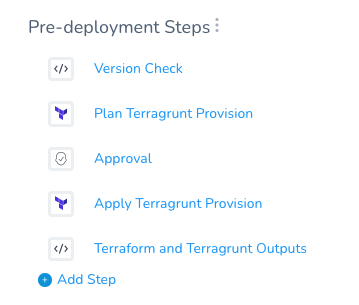 Pre-deployment Steps
Version Check
Plan Terragrunt Provision
Approval
Apply Terragrunt Provision
Terraform and Terragrunt Outputs
Add Step